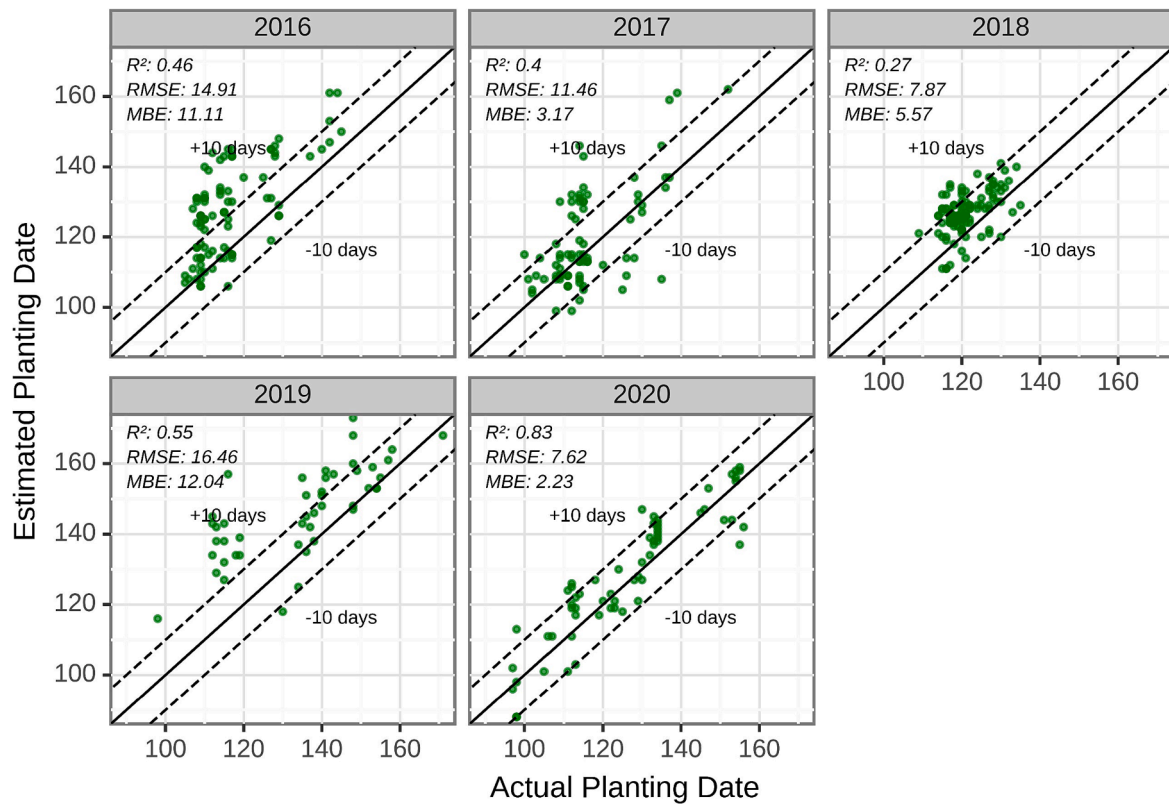 2016
R²: 0.46
RMSE: 14.91
MBE: 11.11
+10 days
-10 days
2017
R²: 0.4
RMSE: 11.46
MBE: 3.17
+10 days
-10 days
2018
R²: 0.27
RMSE: 7.87
MBE: 5.57
+10 days
-10 days
160
140
120
100
100 120 140 160
Estimated Planting Date
2019
R²: 0.55
RMSE: 16.46
MBE: 12.04
+10 days
-10 days
2020
R²: 0.83
RMSE: 7.62
MBE: 2.23
+10 days
-10 days
160
140
120
100
100 120 140 160
100 120 140 160
Actual Planting Date